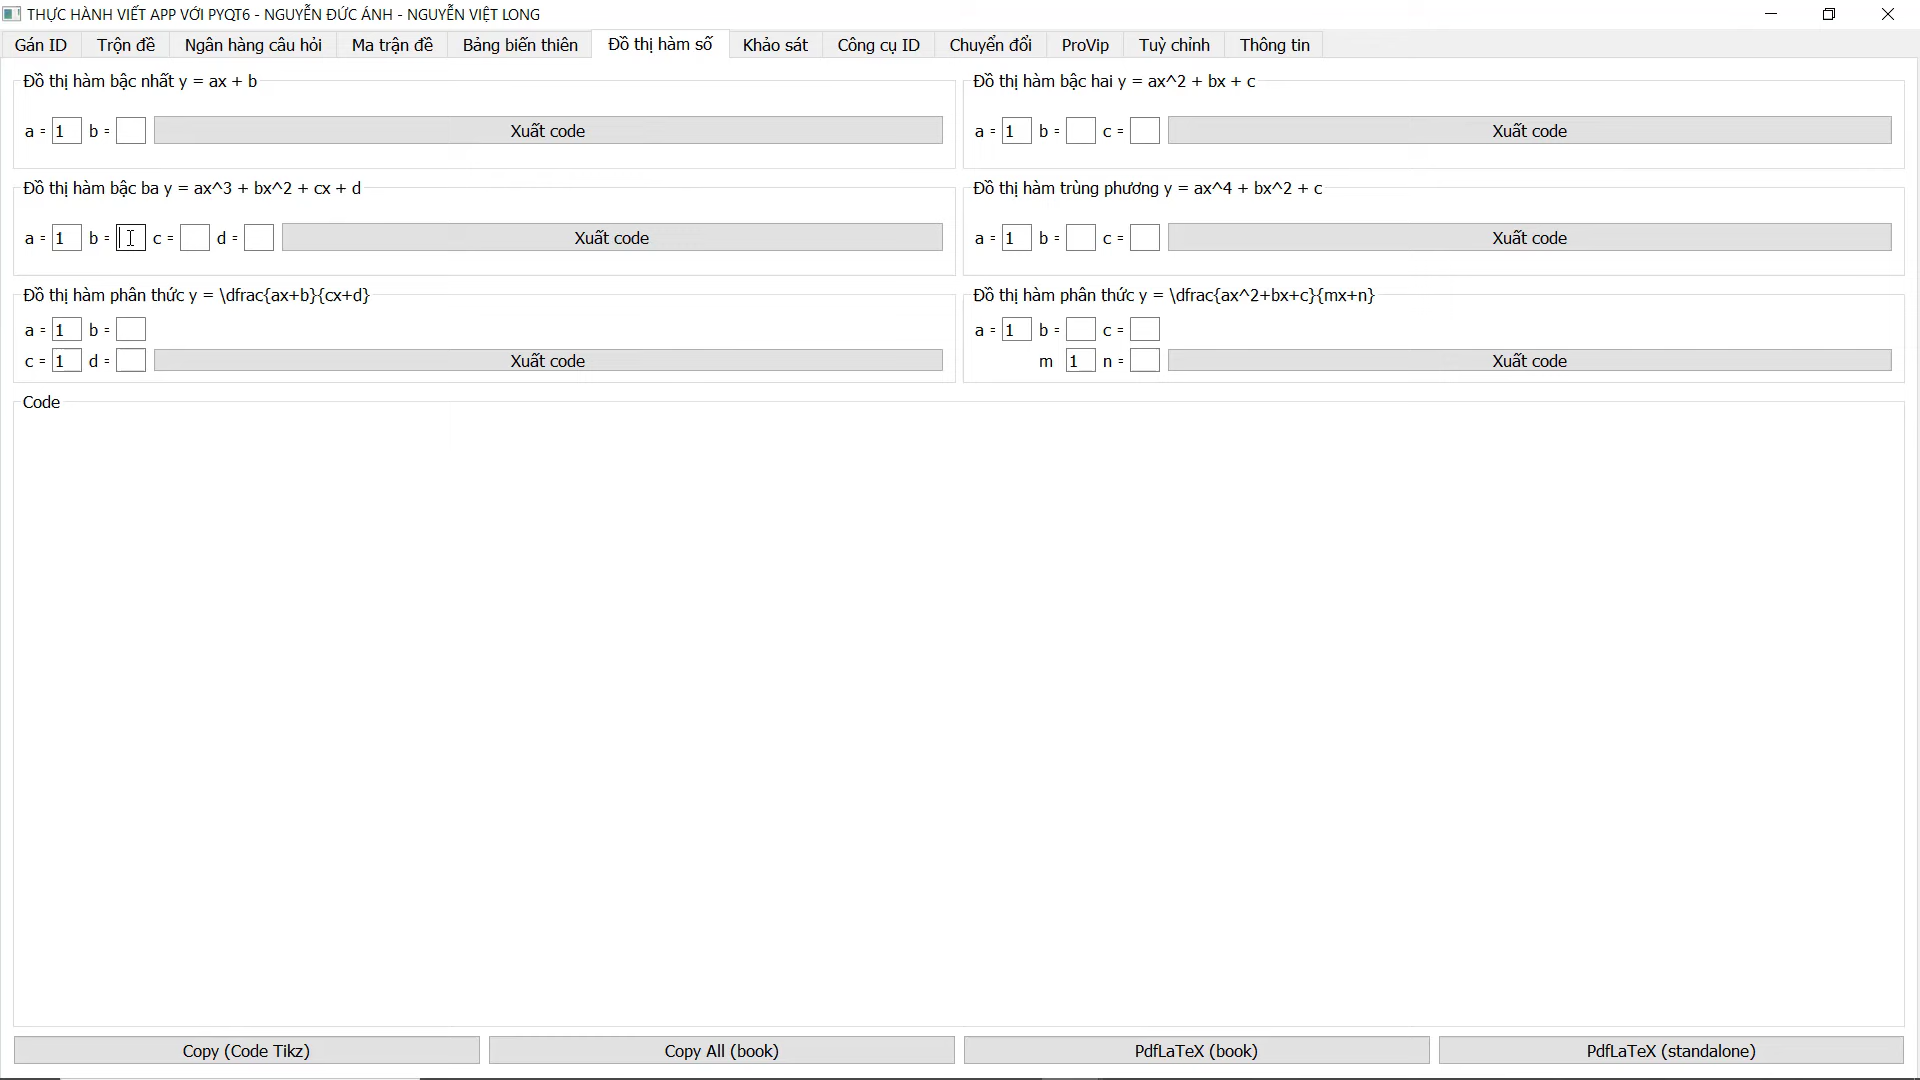 THỰC HÀNH VIẾT APP VỚI PYQT6 - NGUYỄN ĐỨC ÁNH - NGUYỄN VIỆT LONG
Gán ID Trộn đề Ngân hàng câu hỏi Ma trận đề Bảng biến thiên Đồ thị hàm số Khảo sát Công cụ ID Chuyển đổi ProVip Tuỳ chỉnh Thông tin
Đồ thị hàm bậc nhất y = ax + b
a = 1 b = Xuất code
Đồ thị hàm bậc hai y = ax^2 + bx + c
a = 1 b = c = Xuất code
Đồ thị hàm bậc ba y = ax^3 + bx^2 + cx + d
a = 1 b = c = d = Xuất code
Đồ thị hàm trùng phương y = ax^4 + bx^2 + c
a = 1 b = c = Xuất code
Đồ thị hàm phân thức y = \dfrac{ax+b}{cx+d}
a = 1 b =
c = 1 d = Xuất code
Đồ thị hàm phân thức y = \dfrac{ax^2+bx+c}{mx+n}
a = 1 b = c =
m 1 n = Xuất code
Code
Copy (Code Tikz) Copy All (book) PdfLaTeX (book) PdfLaTeX (standalone)